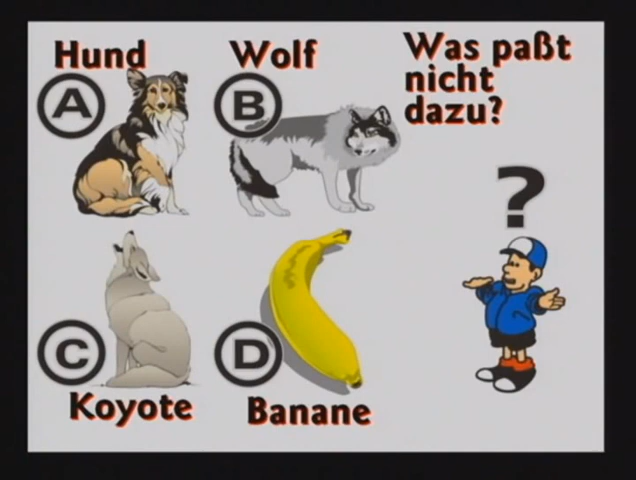 Hund
A
Wolf
B
Was paßt
nicht
dazu?
?
C
Koyote
D
Banane